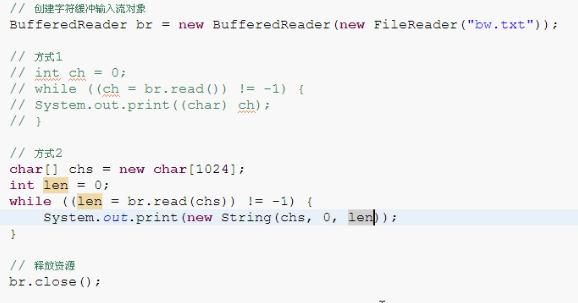 // 创建字符缓冲输入流对象
BufferedReader br = new BufferedReader(new FileReader("bw.txt"));
// 方式1
// int ch = 0;
// while ((ch = br.read()) != -1) {
// System.out.print((char) ch);
// }
// 方式2
char[] chs = new char[1024];
int len = 0;
while ((len = br.read(chs)) != -1) {
System.out.print(new String(chs, 0, len));
}
// 释放资源
br.close();